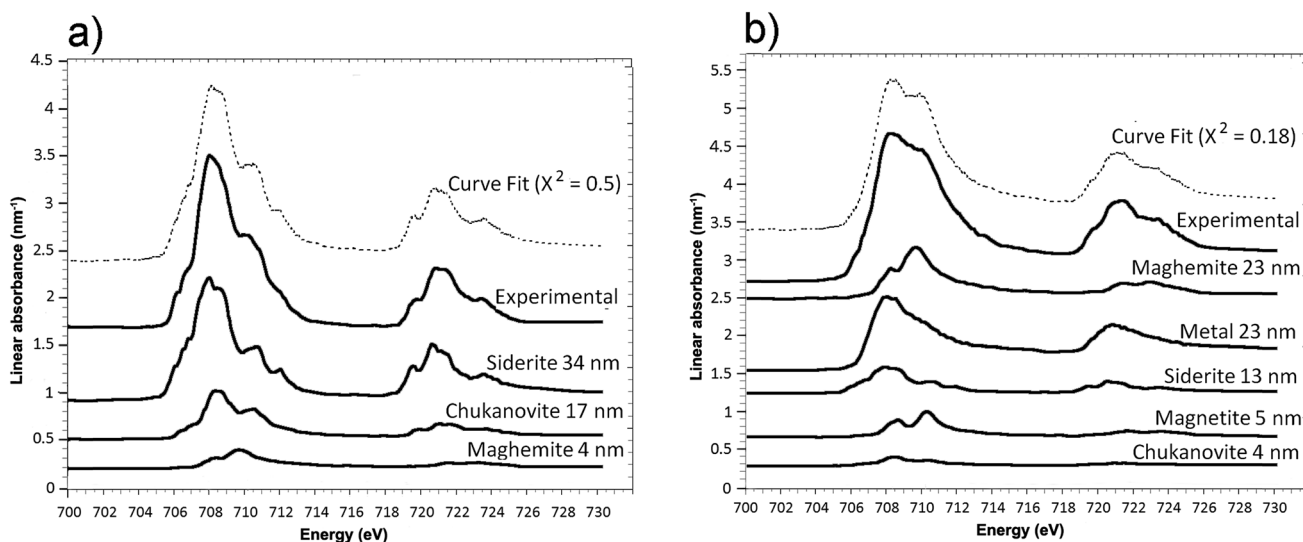 a)
4.5
4
3.5
3
2.5
2
1.5
1
0.5
0
Linear absorbance (nm⁻¹)
Curve Fit (X² = 0.5)
Experimental
Siderite 34 nm
Chukanovite 17 nm
Maghemite 4 nm
700 702 704 706 708 710 712 714 716 718 720 722 724 726 728 730
Energy (eV)
b)
5.5
5
4.5
4
3.5
3
2.5
2
1.5
1
0.5
0
Linear absorbance (nm⁻¹)
Curve Fit (X² = 0.18)
Experimental
Maghemite 23 nm
Metal 23 nm
Siderite 13 nm
Magnetite 5 nm
Chukanovite 4 nm
700 702 704 706 708 710 712 714 716 718 720 722 724 726 728 730
Energy (eV)